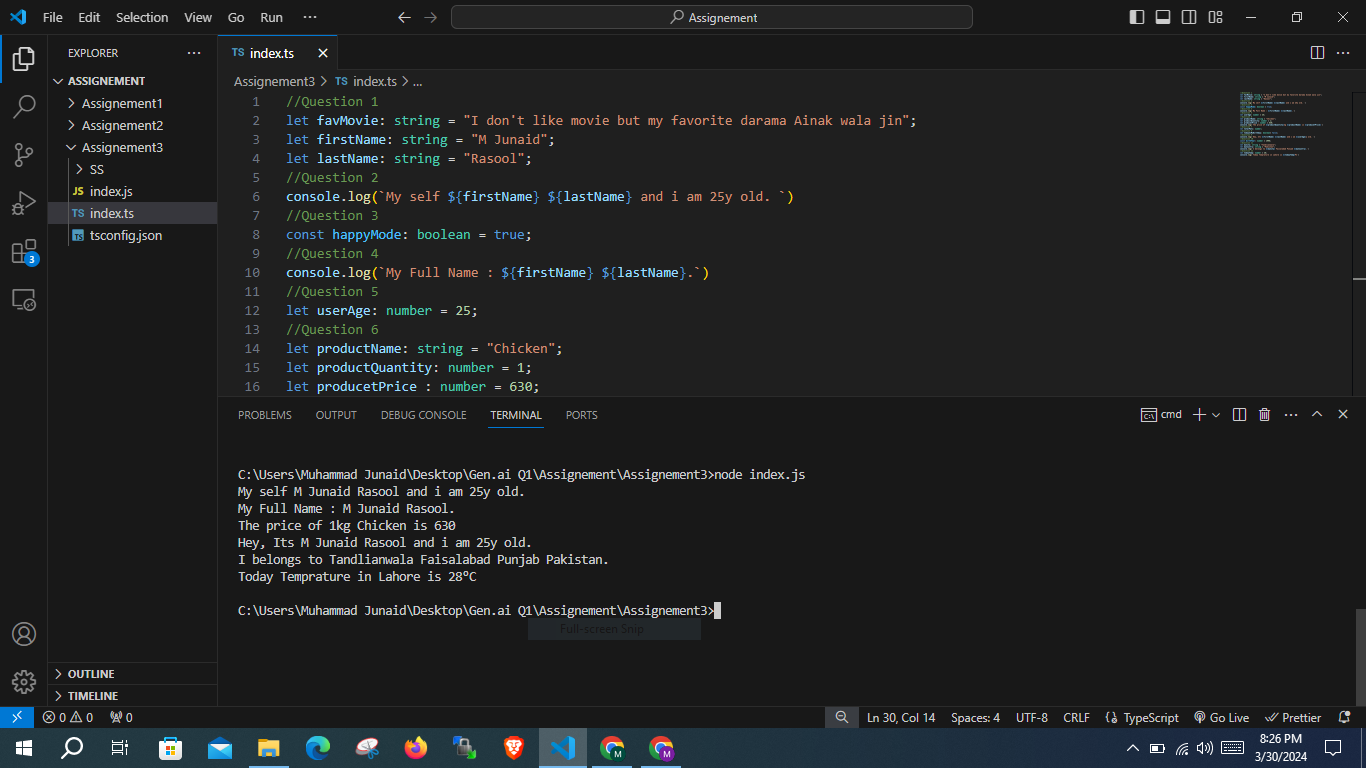 File Edit Selection View Go Run ···
Assignement
EXPLORER ···
ASSIGNEMENT
Assignement1
Assignement2
Assignement3
SS
JS index.js
TS index.ts
tsconfig.json
OUTLINE
TIMELINE
TS index.ts
Assignement3 > TS index.ts > ...
1 //Question 1
2 let favMovie: string = "I don't like movie but my favorite darama Ainak wala jin";
3 let firstName: string = "M Junaid";
4 let lastName: string = "Rasool";
5 //Question 2
6 console.log(`My self ${firstName} ${lastName} and i am 25y old. `)
7 //Question 3
8 const happyMode: boolean = true;
9 //Question 4
10 console.log(`My Full Name : ${firstName} ${lastName}.`)
11 //Question 5
12 let userAge: number = 25;
13 //Question 6
14 let productName: string = "Chicken";
15 let productQuantity: number = 1;
16 let producetPrice : number = 630;
PROBLEMS OUTPUT DEBUG CONSOLE TERMINAL PORTS
cmd
C:\Users\Muhammad Junaid\Desktop\Gen.ai Q1\Assignement\Assignement3>node index.js
My self M Junaid Rasool and i am 25y old.
My Full Name : M Junaid Rasool.
The price of 1kg Chicken is 630
Hey, Its M Junaid Rasool and i am 25y old.
I belongs to Tandlianwala Faisalabad Punjab Pakistan.
Today Temprature in Lahore is 28°C
C:\Users\Muhammad Junaid\Desktop\Gen.ai Q1\Assignement\Assignement3>
Full-screen Snip
3
0 0 0
Ln 30, Col 14 Spaces: 4 UTF-8 CRLF {} TypeScript Go Live Prettier
8:26 PM
3/30/2024